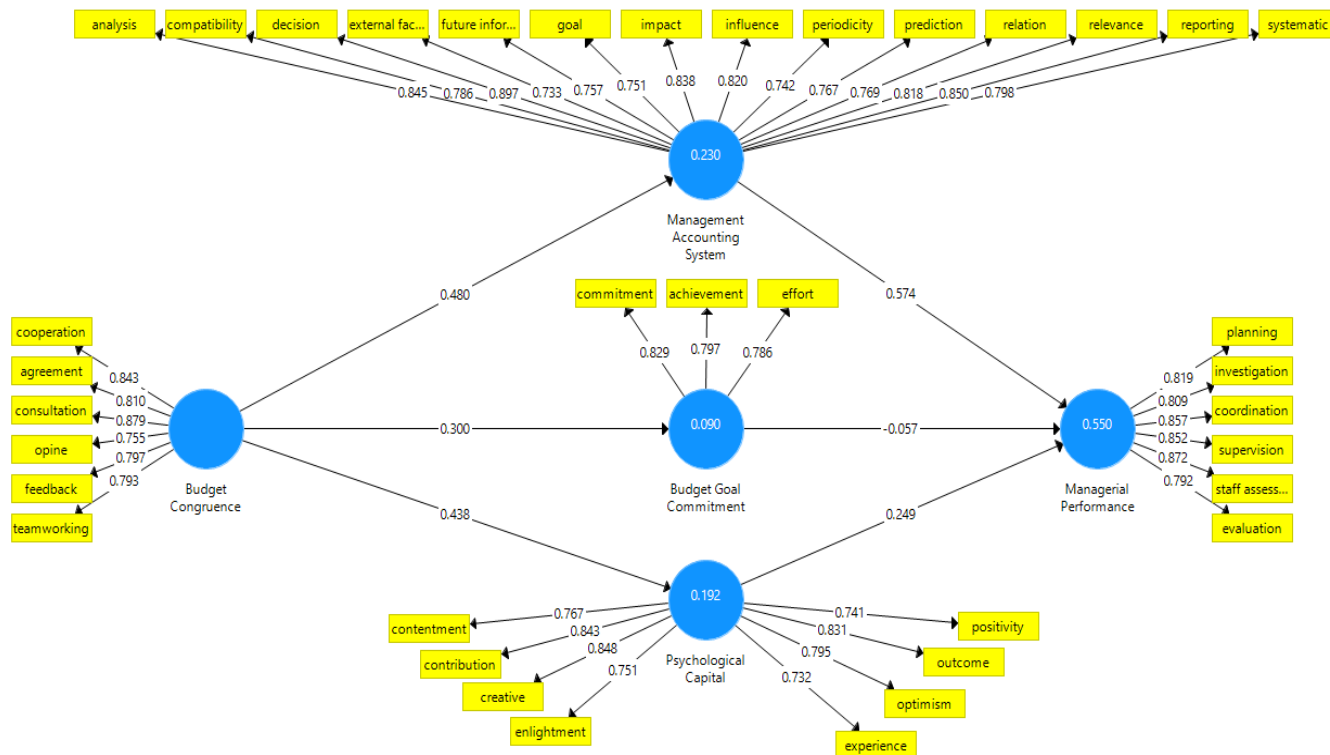 analysis compatibility decision external fac... future infor... goal impact influence periodicity prediction relation relevance reporting systematic
0.845 0.786 0.897 0.733 0.757 0.751 0.838 0.820 0.742 0.767 0.769 0.818 0.850 0.798
0.230
Management
Accounting
System
0.480
0.574
commitment achievement effort
0.829 0.797 0.786
0.090
Budget Goal
Commitment
0.300
-0.057
cooperation
agreement
consultation
opine
feedback
teamworking
0.843
0.810
0.879
0.755
0.797
0.793
Budget
Congruence
0.438
0.249
planning
investigation
coordination
supervision
staff assess...
evaluation
0.819
0.809
0.857
0.852
0.872
0.792
0.550
Managerial
Performance
0.192
Psychological
Capital
contentment
contribution
creative
enlightment
0.767
0.843
0.848
0.751
0.741
0.831
0.795
0.732
positivity
outcome
optimism
experience